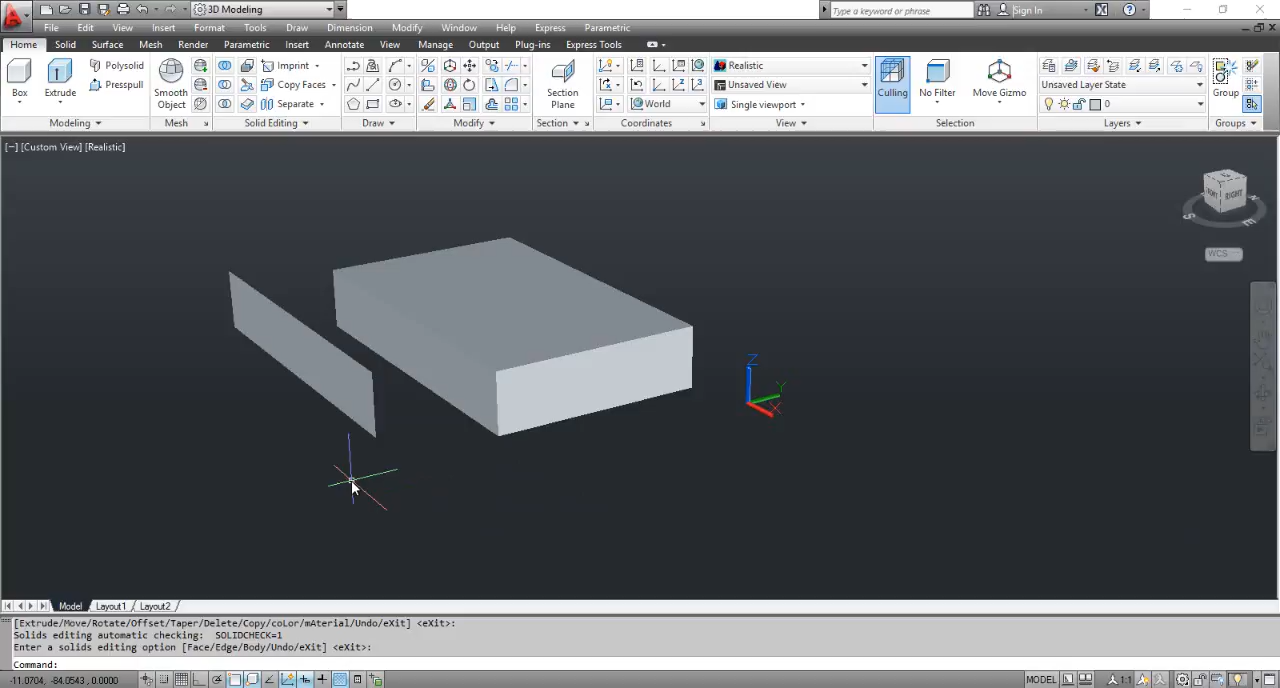 3D Modeling
Type a keyword or phrase
Sign In
File Edit View Insert Format Tools Draw Dimension Modify Window Help Express Parametric
Home Solid Surface Mesh Render Parametric Insert Annotate View Manage Output Plug-ins Express Tools
Box Extrude Polysolid Presspull
Smooth Object
Imprint
Copy Faces
Separate
Section Plane
World
Realistic
Unsaved View
Single viewport
Culling No Filter Move Gizmo
Unsaved Layer State
0
Group
Modeling Mesh Solid Editing Draw Modify Section Coordinates View Selection Layers Groups
[−] [Custom View] [Realistic]
RIGHT
S E
WCS
Z
Y
X
Model Layout1 Layout2
[Extrude/Move/Rotate/Offset/Taper/Delete/Copy/coLor/mAterial/Undo/eXit] <eXit>:
Solids editing automatic checking: SOLIDCHECK=1
Enter a solids editing option [Face/Edge/Body/Undo/eXit] <eXit>:
Command:
-11.0704, -84.0543, 0.0000
MODEL
1:1